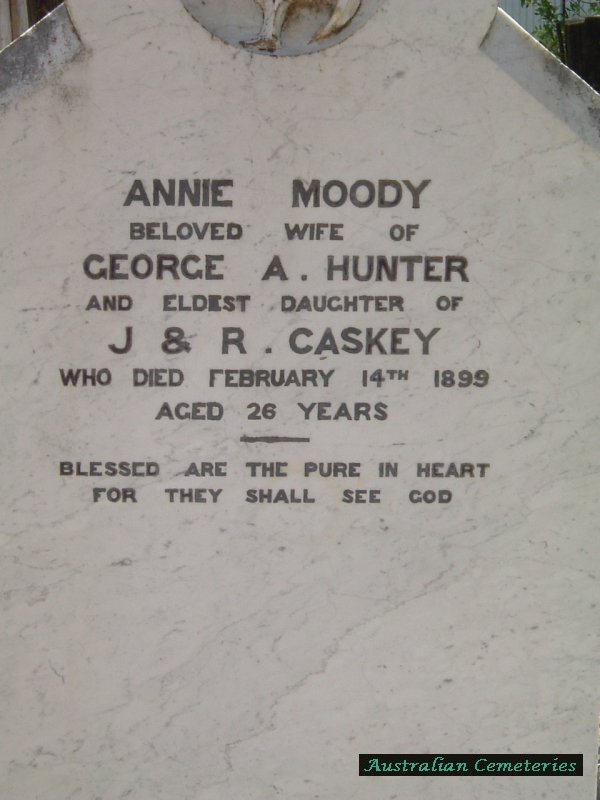 ANNIE MOODY
BELOVED WIFE OF
GEORGE A. HUNTER
AND ELDEST DAUGHTER OF
J & R. CASKEY
WHO DIED FEBRUARY 14TH 1899
AGED 26 YEARS
BLESSED ARE THE PURE IN HEART
FOR THEY SHALL SEE GOD
Australian Cemeteries